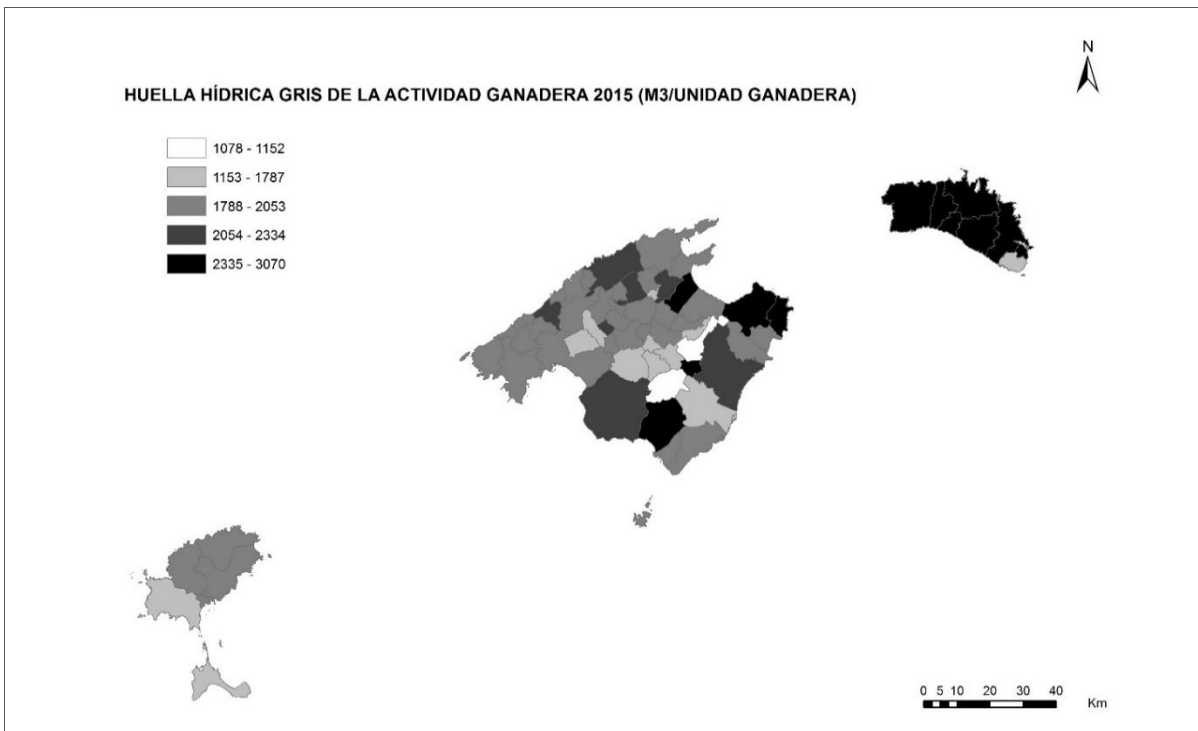 N
HUELLA HÍDRICA GRIS DE LA ACTIVIDAD GANADERA 2015 (M3/UNIDAD GANADERA)
1078 - 1152
1153 - 1787
1788 - 2053
2054 - 2334
2335 - 3070
0 5 10 20 30 40 Km